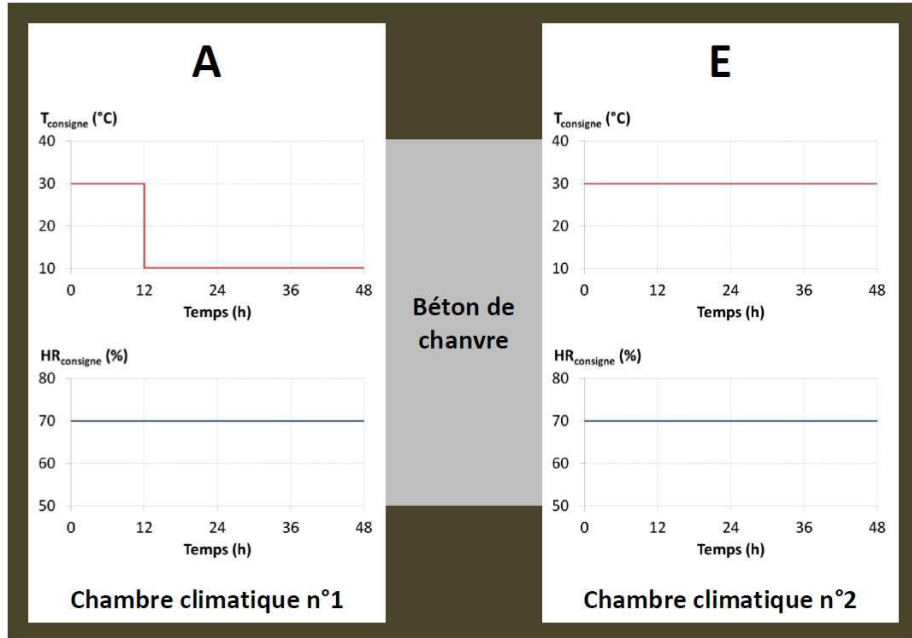 A
T consigne (°C)
40
30
20
10
0 12 24 36 48
Temps (h)
HR consigne (%)
80
70
60
50
0 12 24 36 48
Temps (h)
Chambre climatique n°1
Béton de
chanvre
E
T consigne (°C)
40
30
20
10
0 12 24 36 48
Temps (h)
HR consigne (%)
80
70
60
50
0 12 24 36 48
Temps (h)
Chambre climatique n°2